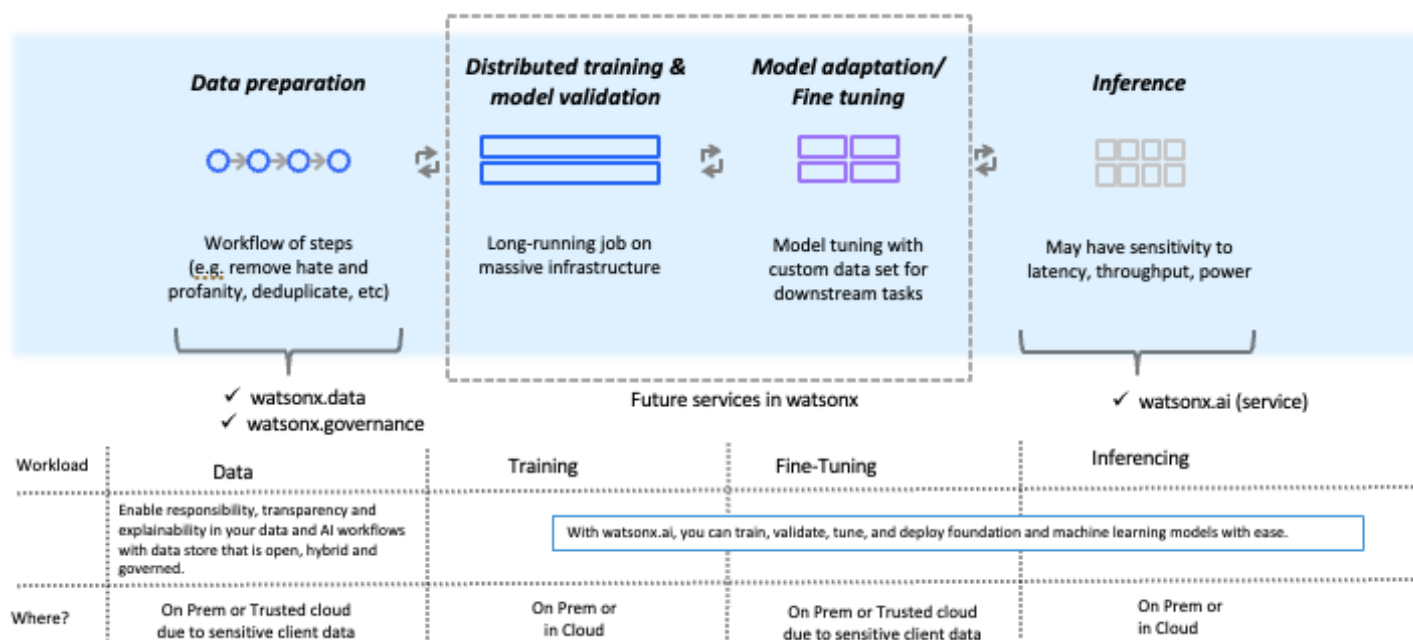 Data preparation
Distributed training &
model validation
Model adaptation/
Fine tuning
Inference
Workflow of steps
(e.g. remove hate and
profanity, deduplicate, etc)
Long-running job on
massive infrastructure
Model tuning with
custom data set for
downstream tasks
May have sensitivity to
latency, throughput, power
✓ watsonx.data
✓ watsonx.governance
Future services in watsonx
✓ watsonx.ai (service)
Workload
Data
Training
Fine-Tuning
Inferencing
Enable responsibility, transparency and
explainability in your data and AI workflows
with data store that is open, hybrid and
governed.
With watsonx.ai, you can train, validate, tune, and deploy foundation and machine learning models with ease.
Where?
On Prem or Trusted cloud
due to sensitive client data
On Prem or
in Cloud
On Prem or Trusted cloud
due to sensitive client data
On Prem or
in Cloud